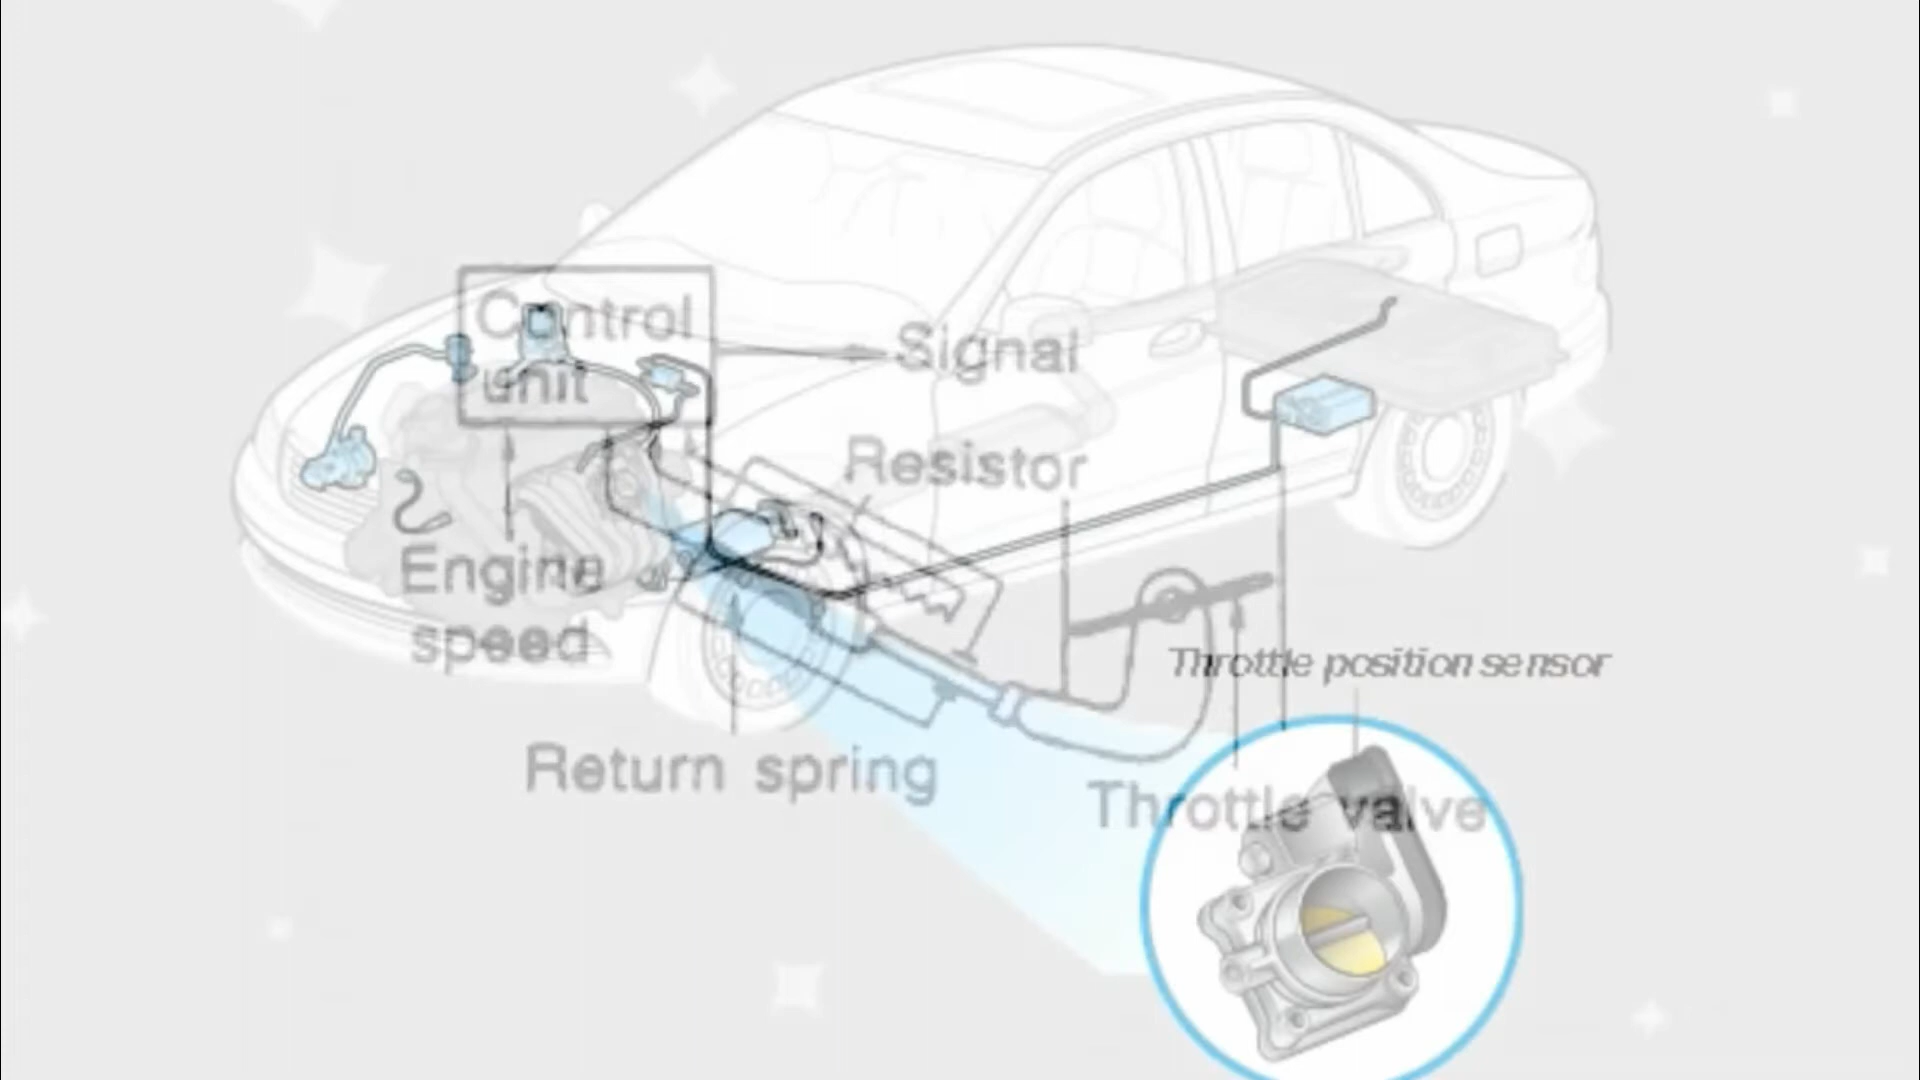 Control
unit
Signal
Resistor
Engine
speed
Throttle position sensor
Return spring
Throttle valve